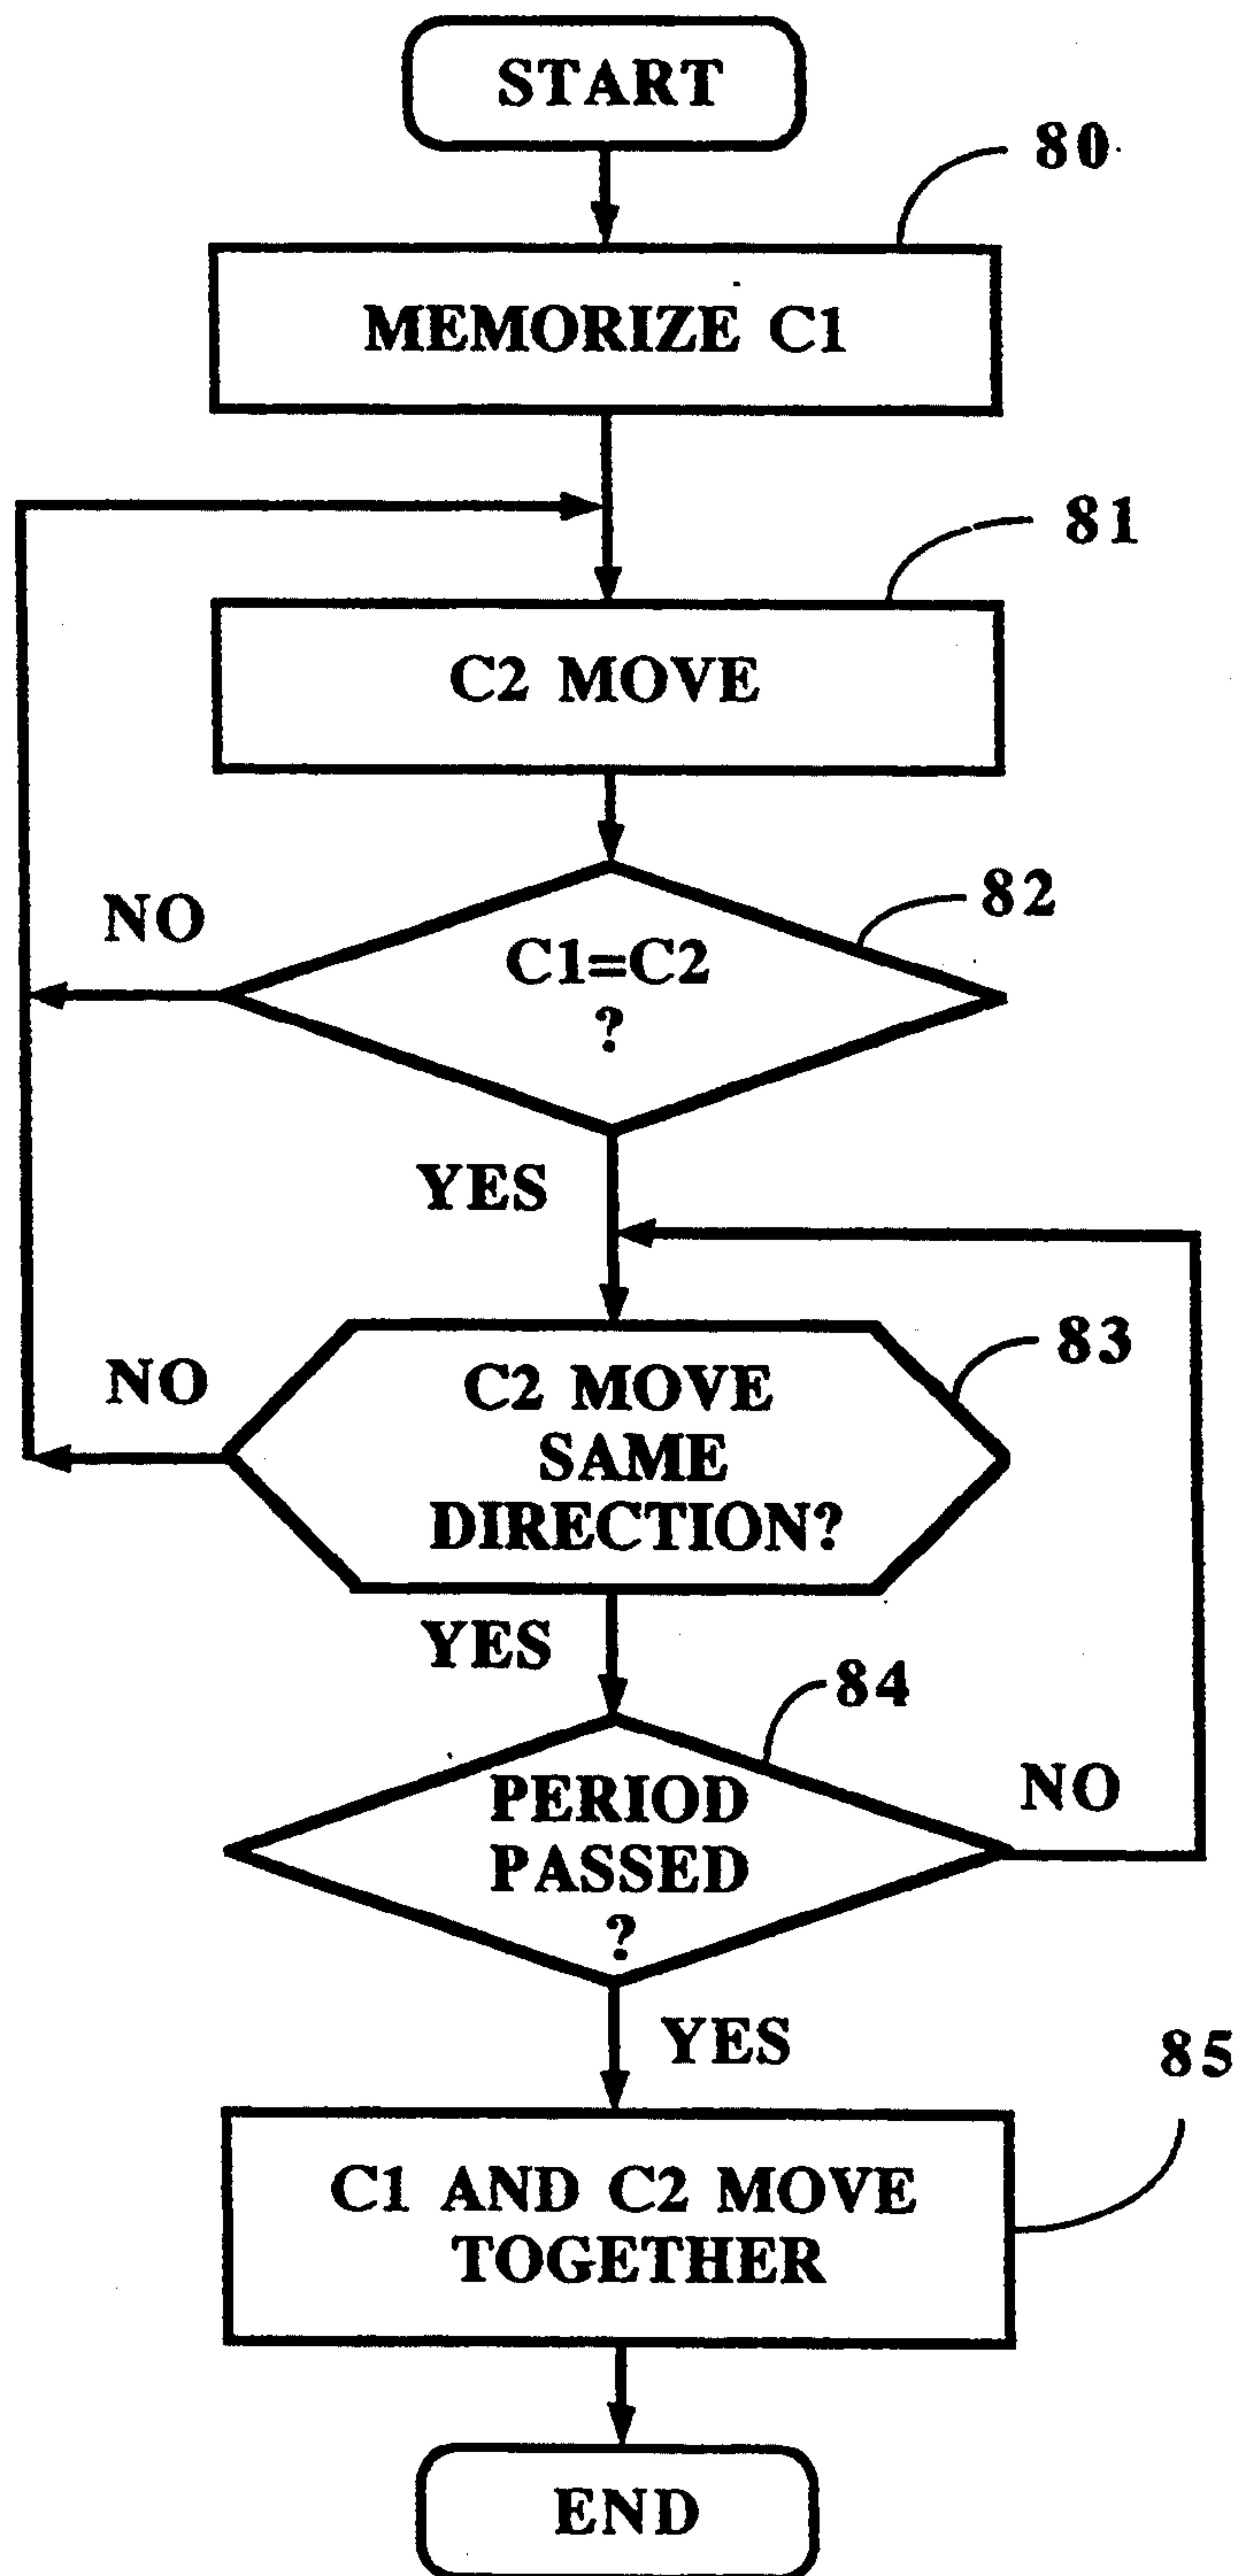 START
80
MEMORIZE C1
81
C2 MOVE
82
NO
C1=C2
?
YES
83
NO
C2 MOVE
SAME
DIRECTION?
YES
84
NO
PERIOD
PASSED
?
YES
85
C1 AND C2 MOVE
TOGETHER
END